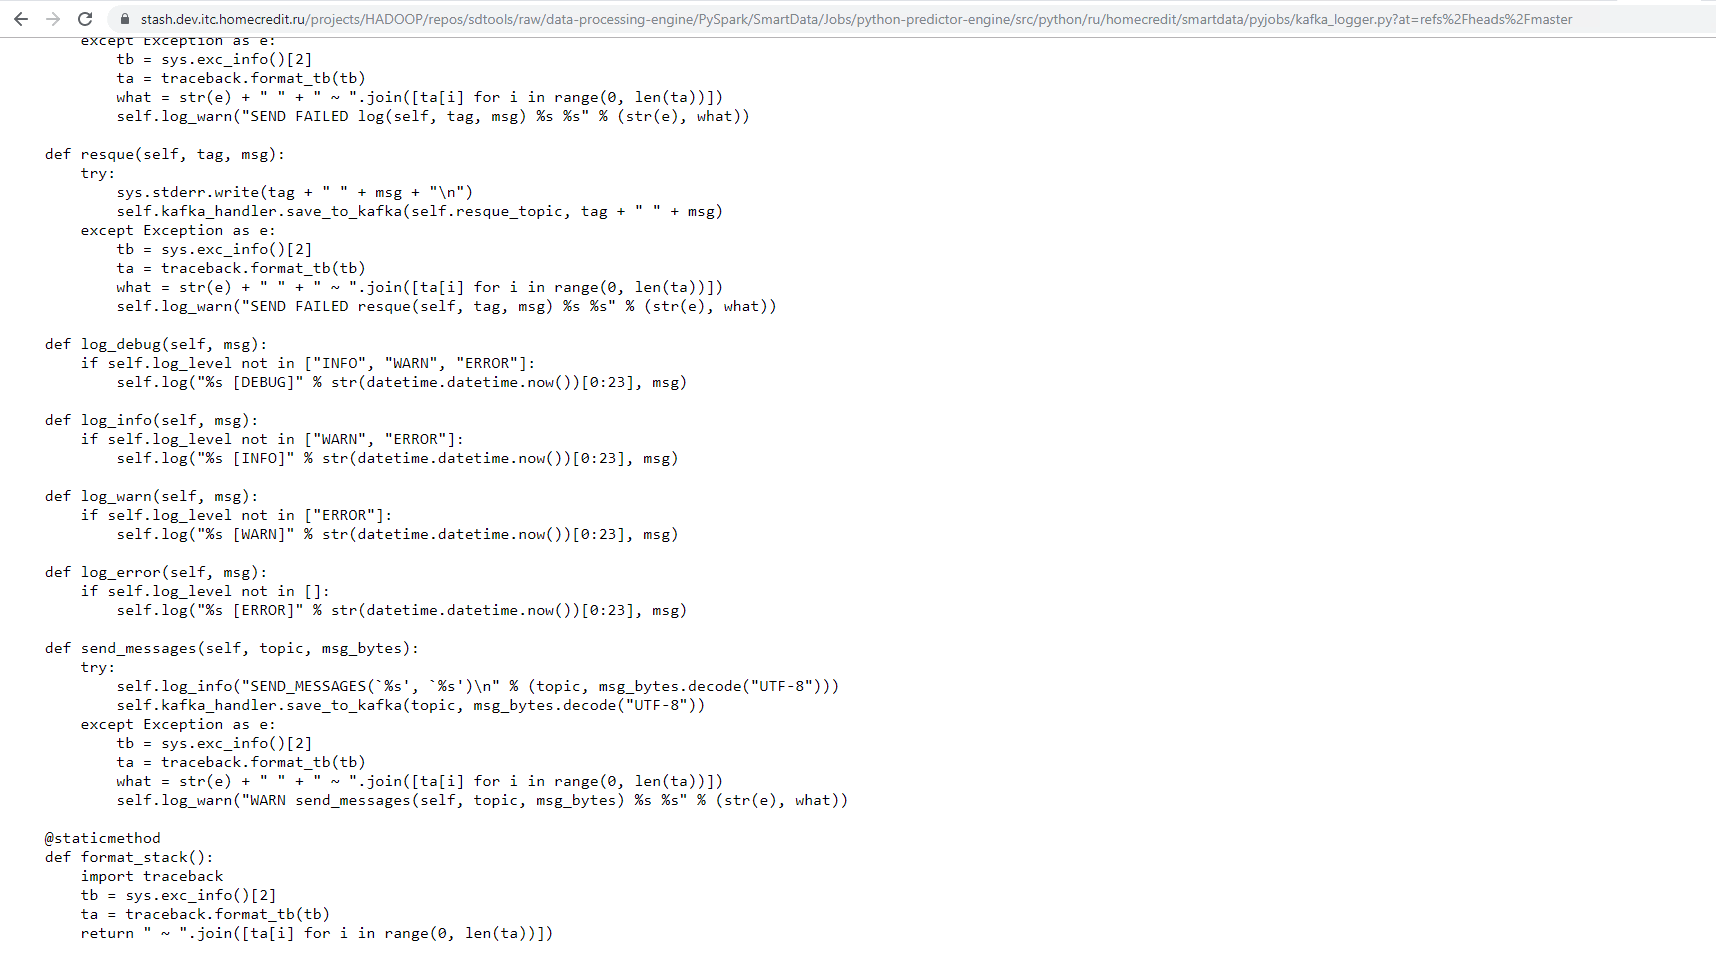 stash.dev.itc.homecredit.ru/projects/HADOOP/repos/sdtools/raw/data-processing-engine/PySpark/SmartData/Jobs/python-predictor-engine/src/python/ru/homecredit/smartdata/pyjobs/kafka_logger.py?at=refs%2Fheads%2Fmaster
    except Exception as e:
        tb = sys.exc_info()[2]
        ta = traceback.format_tb(tb)
        what = str(e) + " " + " ~ ".join([ta[i] for i in range(0, len(ta))])
        self.log_warn("SEND FAILED log(self, tag, msg) %s %s" % (str(e), what))

def resque(self, tag, msg):
    try:
        sys.stderr.write(tag + " " + msg + "\n")
        self.kafka_handler.save_to_kafka(self.resque_topic, tag + " " + msg)
    except Exception as e:
        tb = sys.exc_info()[2]
        ta = traceback.format_tb(tb)
        what = str(e) + " " + " ~ ".join([ta[i] for i in range(0, len(ta))])
        self.log_warn("SEND FAILED resque(self, tag, msg) %s %s" % (str(e), what))

def log_debug(self, msg):
    if self.log_level not in ["INFO", "WARN", "ERROR"]:
        self.log("%s [DEBUG]" % str(datetime.datetime.now())[0:23], msg)

def log_info(self, msg):
    if self.log_level not in ["WARN", "ERROR"]:
        self.log("%s [INFO]" % str(datetime.datetime.now())[0:23], msg)

def log_warn(self, msg):
    if self.log_level not in ["ERROR"]:
        self.log("%s [WARN]" % str(datetime.datetime.now())[0:23], msg)

def log_error(self, msg):
    if self.log_level not in []:
        self.log("%s [ERROR]" % str(datetime.datetime.now())[0:23], msg)

def send_messages(self, topic, msg_bytes):
    try:
        self.log_info("SEND_MESSAGES(`%s', `%s')\n" % (topic, msg_bytes.decode("UTF-8")))
        self.kafka_handler.save_to_kafka(topic, msg_bytes.decode("UTF-8"))
    except Exception as e:
        tb = sys.exc_info()[2]
        ta = traceback.format_tb(tb)
        what = str(e) + " " + " ~ ".join([ta[i] for i in range(0, len(ta))])
        self.log_warn("WARN send_messages(self, topic, msg_bytes) %s %s" % (str(e), what))

@staticmethod
def format_stack():
    import traceback
    tb = sys.exc_info()[2]
    ta = traceback.format_tb(tb)
    return " ~ ".join([ta[i] for i in range(0, len(ta))])